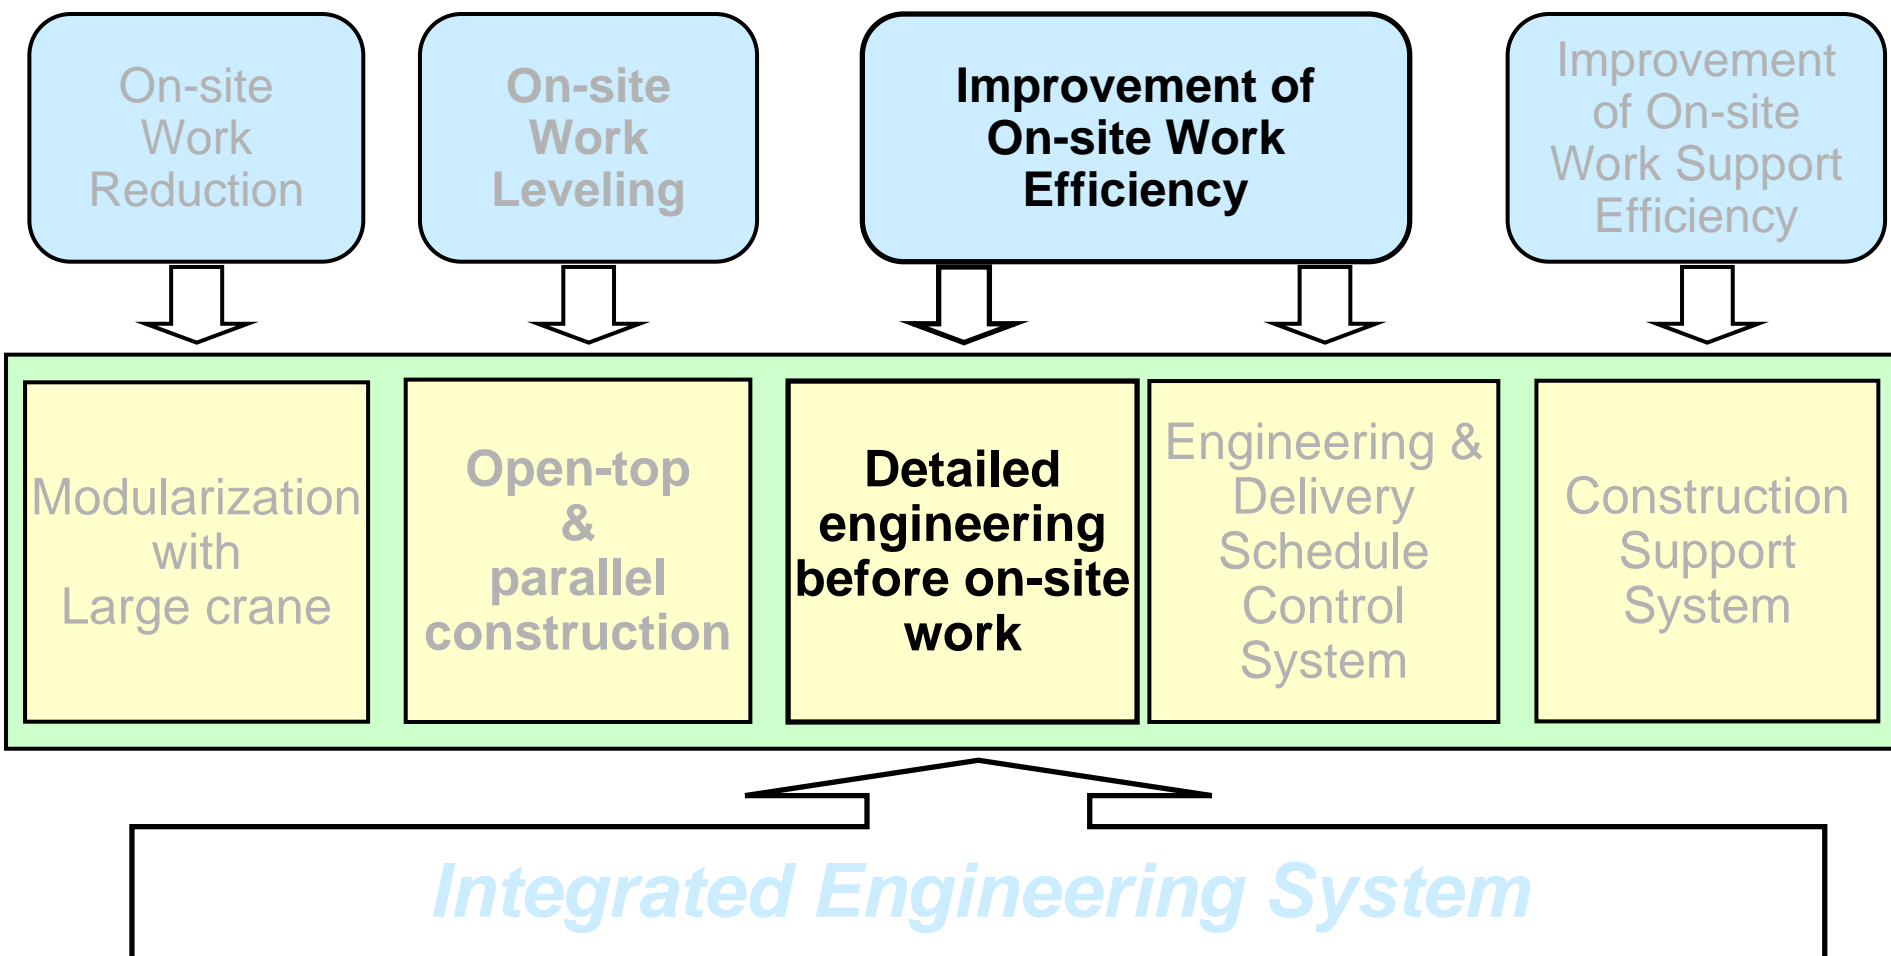 On-site
Work
Reduction
On-site
Work
Leveling
Improvement of
On-site Work
Efficiency
Improvement
of On-site
Work Support
Efficiency
Modularization
with
Large crane
Open-top
&
parallel
construction
Detailed
engineering
before on-site
work
Engineering &
Delivery
Schedule
Control
System
Construction
Support
System
Integrated Engineering System